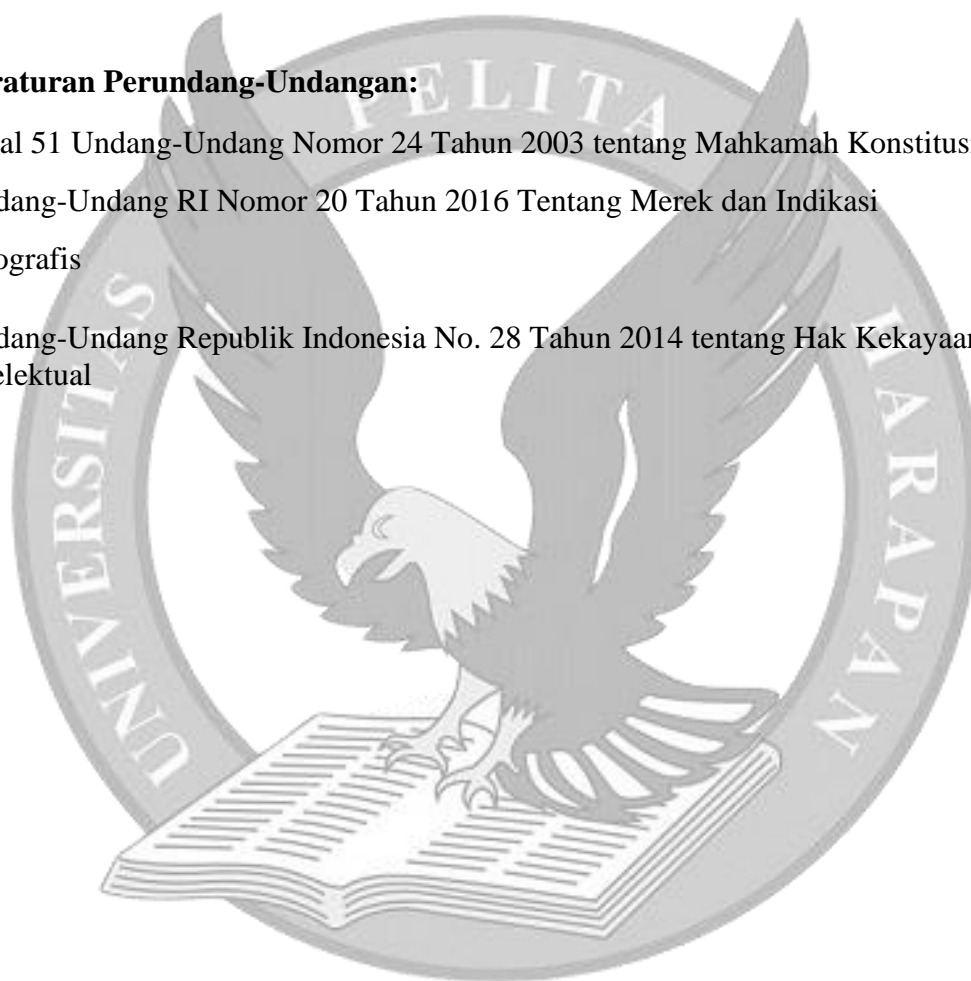 raturan Perundang-Undangan:
al 51 Undang-Undang Nomor 24 Tahun 2003 tentang Mahkamah Konstitusi
dang-Undang RI Nomor 20 Tahun 2016 Tentang Merek dan Indikasi
ografis
dang-Undang Republik Indonesia No. 28 Tahun 2014 tentang Hak Kekayaan
elektual
UNIVERSITAS PELITA HARAPAN